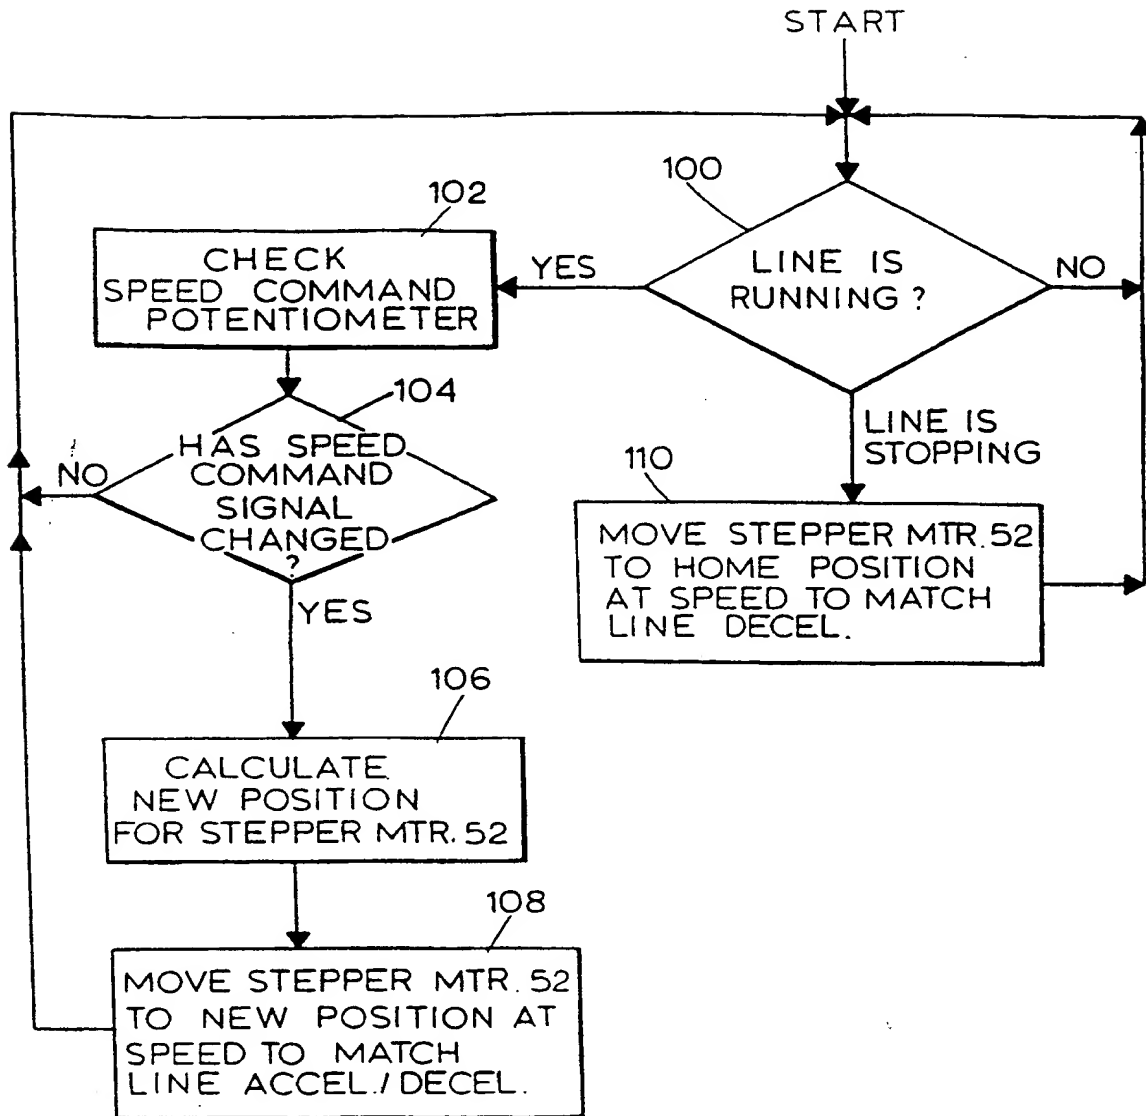 START
100
LINE IS
RUNNING ?
YES
NO
102
CHECK
SPEED COMMAND
POTENTIOMETER
104
HAS SPEED
COMMAND
SIGNAL
CHANGED
?
NO
YES
LINE IS
STOPPING
110
MOVE STEPPER MTR. 52
TO HOME POSITION
AT SPEED TO MATCH
LINE DECEL.
106
CALCULATE
NEW POSITION
FOR STEPPER MTR. 52
108
MOVE STEPPER MTR. 52
TO NEW POSITION AT
SPEED TO MATCH
LINE ACCEL./DECEL.